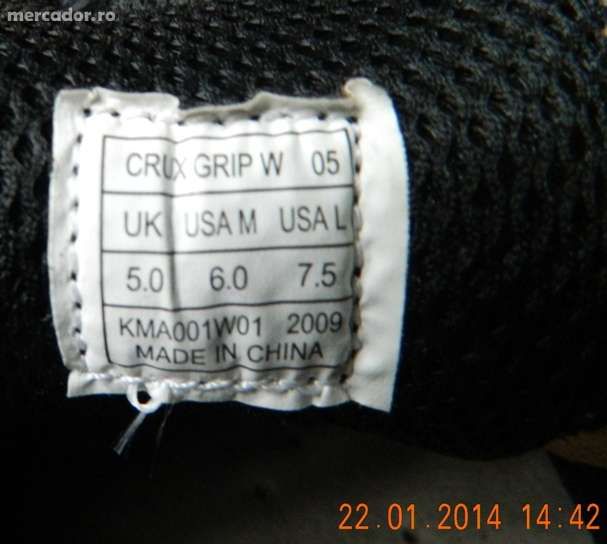 mercador.ro
CRUX GRIP W 05
UK USA M USA L
5.0 6.0 7.5
KMA001W01 2009
MADE IN CHINA
22.01.2014 14:42